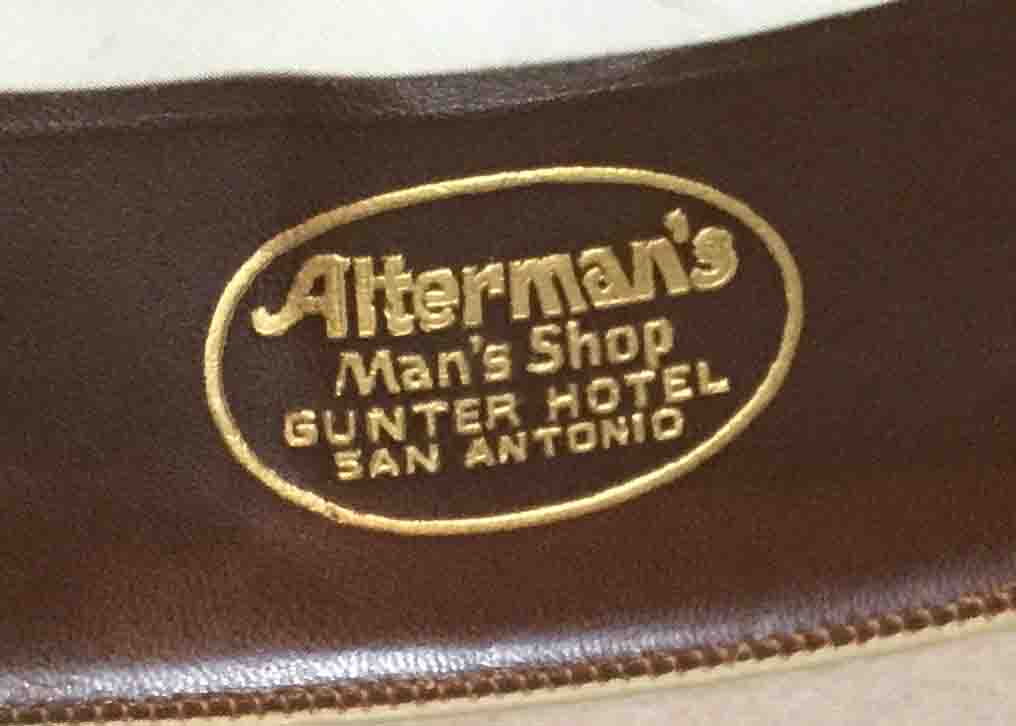 Alterman's
Man's Shop
GUNTER HOTEL
SAN ANTONIO